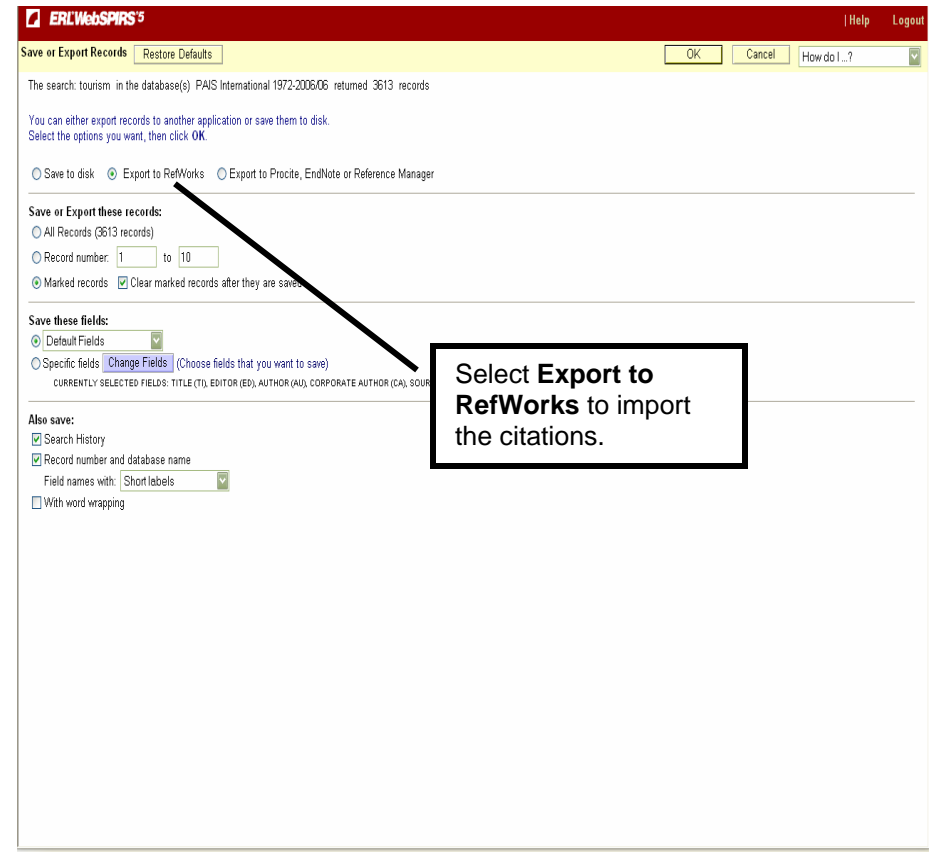 ERL®WebSPIRS®5
| Help Logout
Save or Export Records Restore Defaults OK Cancel How do I ...?
The search: tourism in the database(s) PAIS International 1972-2006/06 returned 3613 records
You can either export records to another application or save them to disk.
Select the options you want, then click OK.
Save to disk Export to RefWorks Export to Procite, EndNote or Reference Manager
Save or Export these records:
All Records (3613 records)
Record number: 1 to 10
Marked records Clear marked records after they are saved
Save these fields:
Default Fields
Specific fields Change Fields (Choose fields that you want to save)
CURRENTLY SELECTED FIELDS: TITLE (TI), EDITOR (ED), AUTHOR (AU), CORPORATE AUTHOR (CA), SOUR
Select Export to
RefWorks to import
the citations.
Also save:
Search History
Record number and database name
Field names with: Short labels
With word wrapping